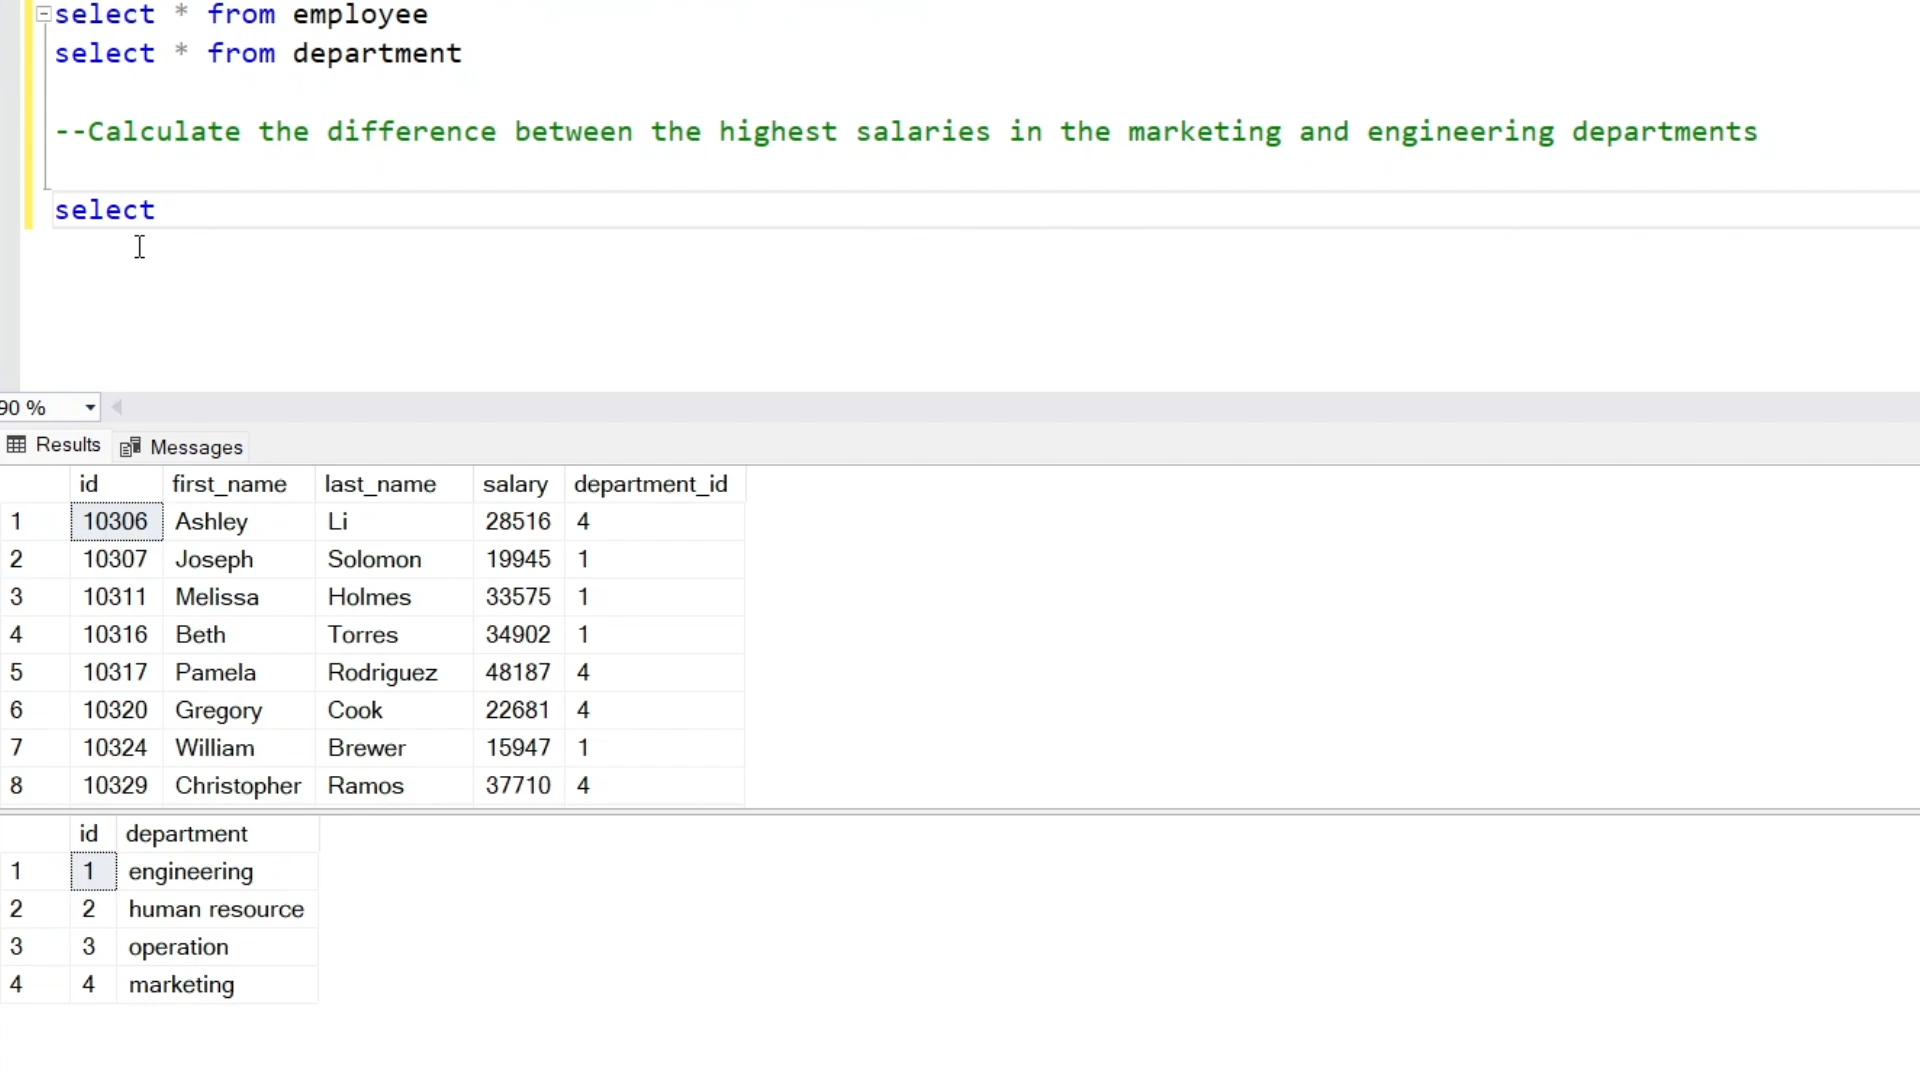 select * from employee
select * from department
--Calculate the difference between the highest salaries in the marketing and engineering departments
select
90 %
Results Messages
id first_name last_name salary department_id
1 10306 Ashley Li 28516 4
2 10307 Joseph Solomon 19945 1
3 10311 Melissa Holmes 33575 1
4 10316 Beth Torres 34902 1
5 10317 Pamela Rodriguez 48187 4
6 10320 Gregory Cook 22681 4
7 10324 William Brewer 15947 1
8 10329 Christopher Ramos 37710 4
id department
1 1 engineering
2 2 human resource
3 3 operation
4 4 marketing